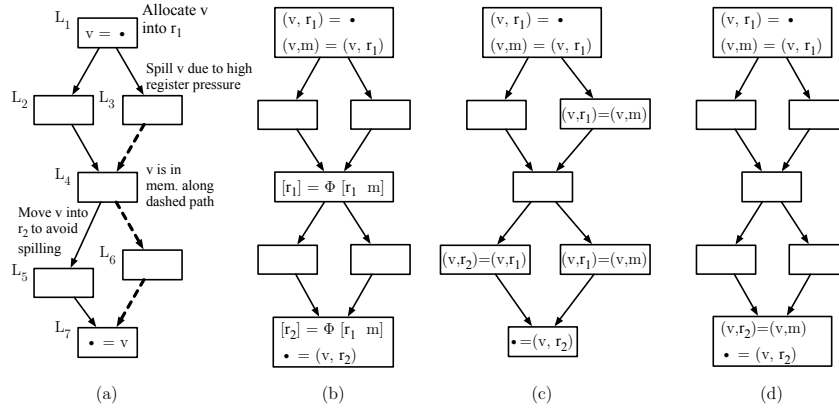 L1
v = •
Allocate v
into r1
Spill v due to high
register pressure
L2
L3
L4
v is in
mem. along
dashed path
Move v into
r2 to avoid
spilling
L6
L5
L7
• = v
(a)
(v, r1) = •
(v,m) = (v, r1)
[r1] = Φ [r1 m]
[r2] = Φ [r1 m]
• = (v, r2)
(b)
(v, r1) = •
(v,m) = (v, r1)
(v,r1)=(v,m)
(v,r2)=(v,r1)
(v,r1)=(v,m)
•=(v, r2)
(c)
(v, r1) = •
(v,m) = (v, r1)
(v,r2)=(v,m)
• = (v, r2)
(d)